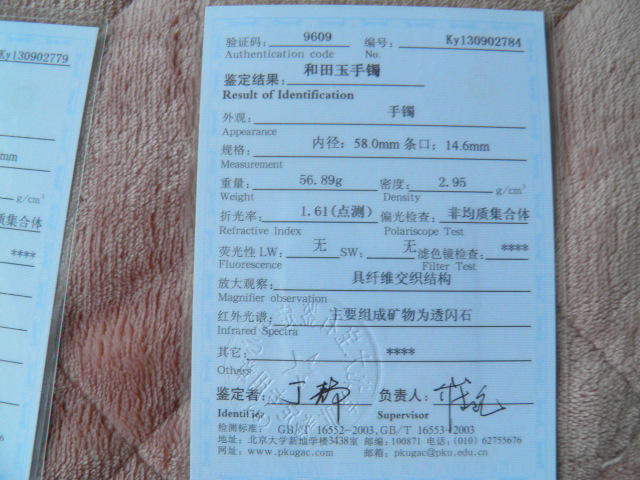 Ky130902779
mm
g/cm³
质集合体
****
验证码: 9609 编号: Ky130902784
Authentication code No.
鉴定结果: 和田玉手镯
Result of Identification
外观: 手镯
Appearance
规格: 内径: 58.0mm 条口: 14.6mm
Measurement
重量: 56.89g 密度: 2.95 g/cm³
Weight Density
折光率: 1.61(点测) 偏光检查: 非均质集合体
Refractive Index Polariscope Test
荧光性 LW: 无 SW: 无 滤色镜检查: ****
Fluorescence Filter Test
放大观察: 具纤维交织结构
Magnifier observation
红外光谱: 主要组成矿物为透闪石
Infrared Spectra
其它: ****
Others
鉴定者: 丁 负责人:
Identifier Supervisor
检测标准: GB/T 16552-2003,GB/T 16553-2003
地址: 北京大学新地学楼3438室 邮编: 100871 电话: (010) 62755676
网址: www.pkugac.com 邮箱: pkugac@pku.edu.cn